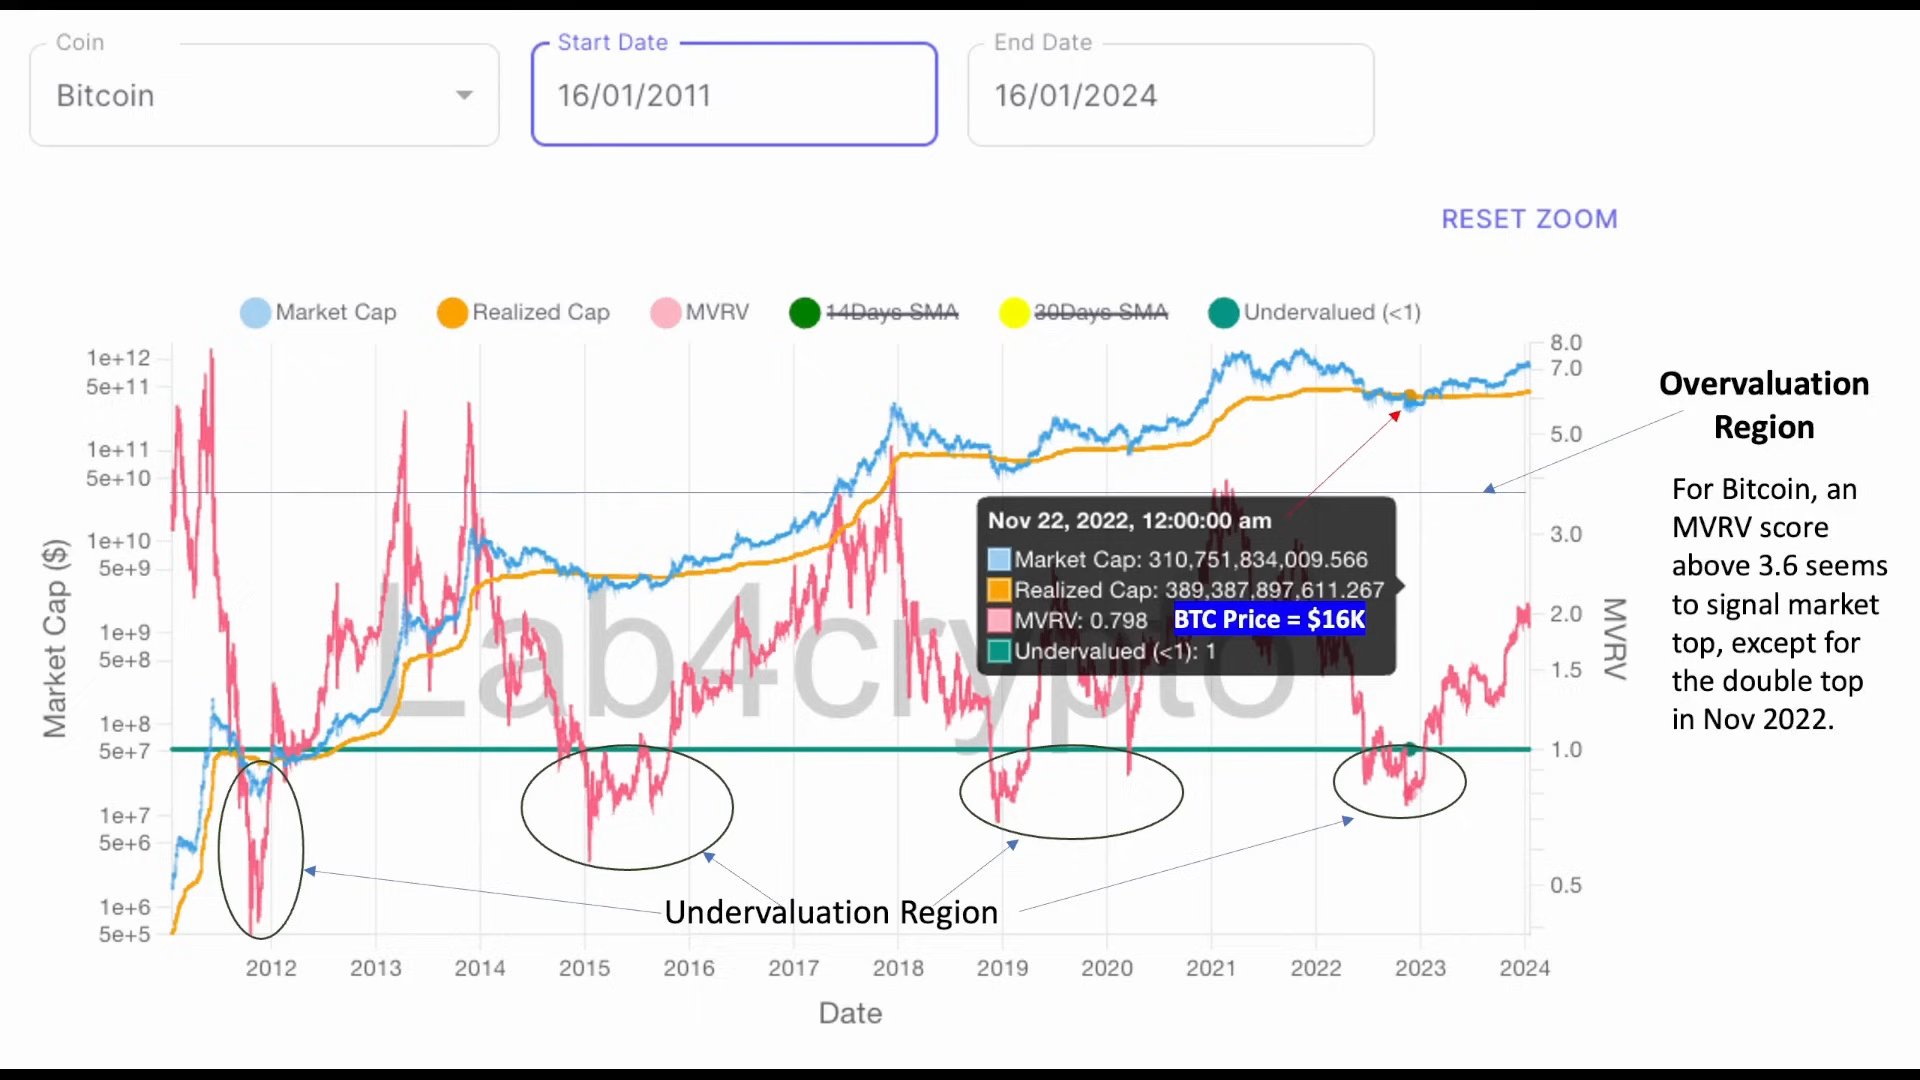 Coin
Start Date
End Date
Bitcoin
16/01/2011
16/01/2024
RESET ZOOM
Market Cap
Realized Cap
MVRV
14Days SMA
30Days SMA
Undervalued (<1)
1e+12
5e+11
1e+11
5e+10
1e+10
5e+9
1e+9
5e+8
1e+8
5e+7
1e+7
5e+6
1e+6
5e+5
Market Cap ($)
8.0
7.0
5.0
3.0
2.0
1.5
1.0
0.5
MVRV
Overvaluation
Region
For Bitcoin, an
MVRV score
above 3.6 seems
to signal market
top, except for
the double top
in Nov 2022.
Nov 22, 2022, 12:00:00 am
Market Cap: 310,751,834,009.566
Realized Cap: 389,387,897,611.267
MVRV: 0.798 BTC Price = $16K
Undervalued (<1): 1
Lab4crypto
Undervaluation Region
2012 2013 2014 2015 2016 2017 2018 2019 2020 2021 2022 2023 2024
Date